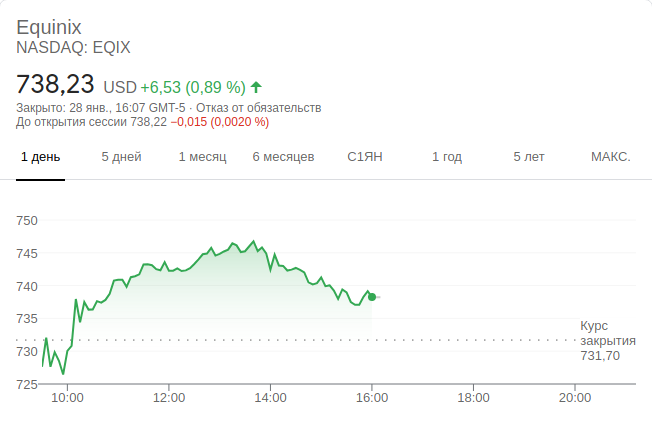 Equinix
NASDAQ: EQIX
738,23 USD +6,53 (0,89 %)
Закрыто: 28 янв., 16:07 GMT-5 · Отказ от обязательств
До открытия сессии 738,22 −0,015 (0,0020 %)
1 день 5 дней 1 месяц 6 месяцев С1ЯН 1 год 5 лет МАКС.
750
745
740
735
730
725
Курс
закрытия
731,70
10:00 12:00 14:00 16:00 18:00 20:00